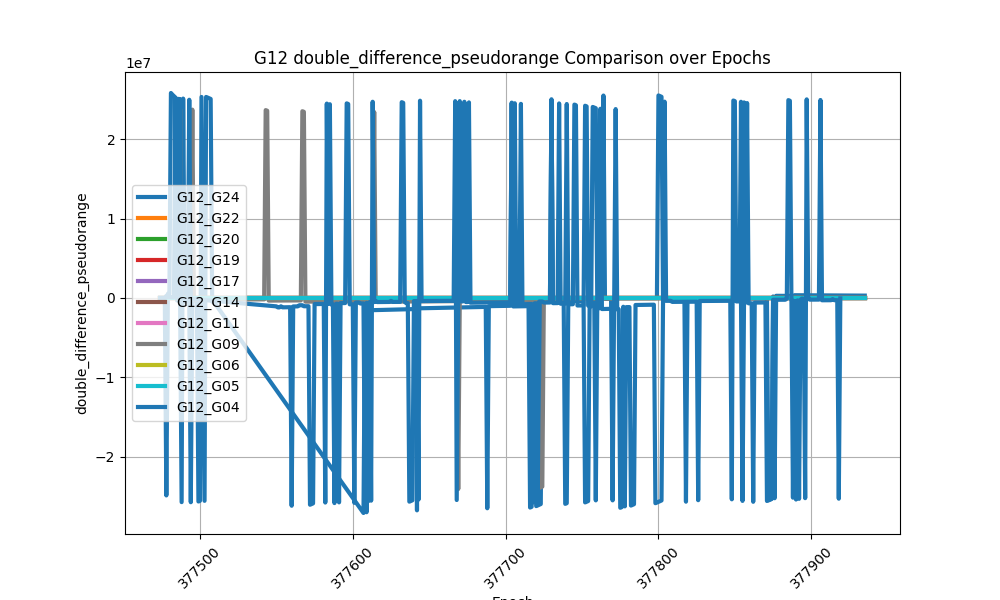 G12 double_difference_pseudorange Comparison over Epochs
1e7
2
1
0
−1
−2
double_difference_pseudorange
G12_G24
G12_G22
G12_G20
G12_G19
G12_G17
G12_G14
G12_G11
G12_G09
G12_G06
G12_G05
G12_G04
377500
377600
377700
377800
377900
Epoch